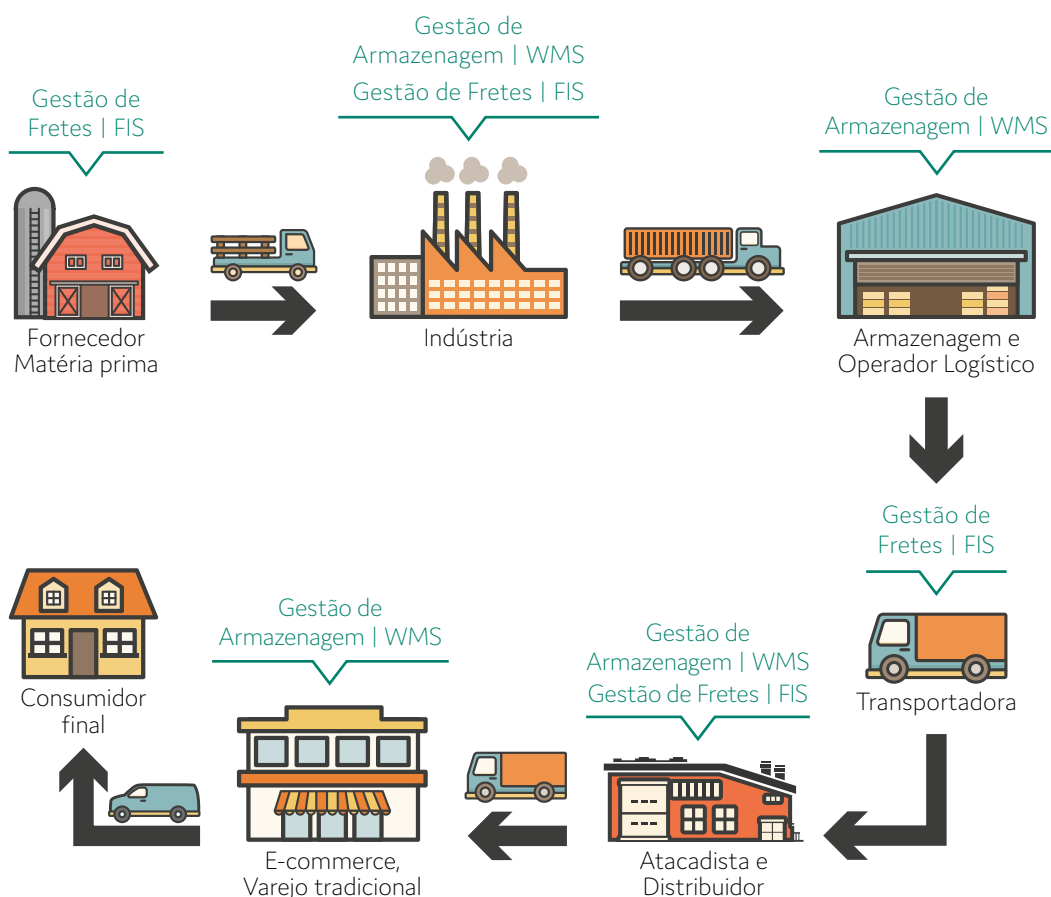 Gestão de
Fretes | FIS
Fornecedor
Matéria prima
Gestão de
Armazenagem | WMS
Gestão de Fretes | FIS
Indústria
Gestão de
Armazenagem | WMS
Armazenagem e
Operador Logístico
Gestão de
Fretes | FIS
Transportadora
Gestão de
Armazenagem | WMS
Gestão de Fretes | FIS
Atacadista e
Distribuidor
Gestão de
Armazenagem | WMS
E-commerce,
Varejo tradicional
Consumidor
final